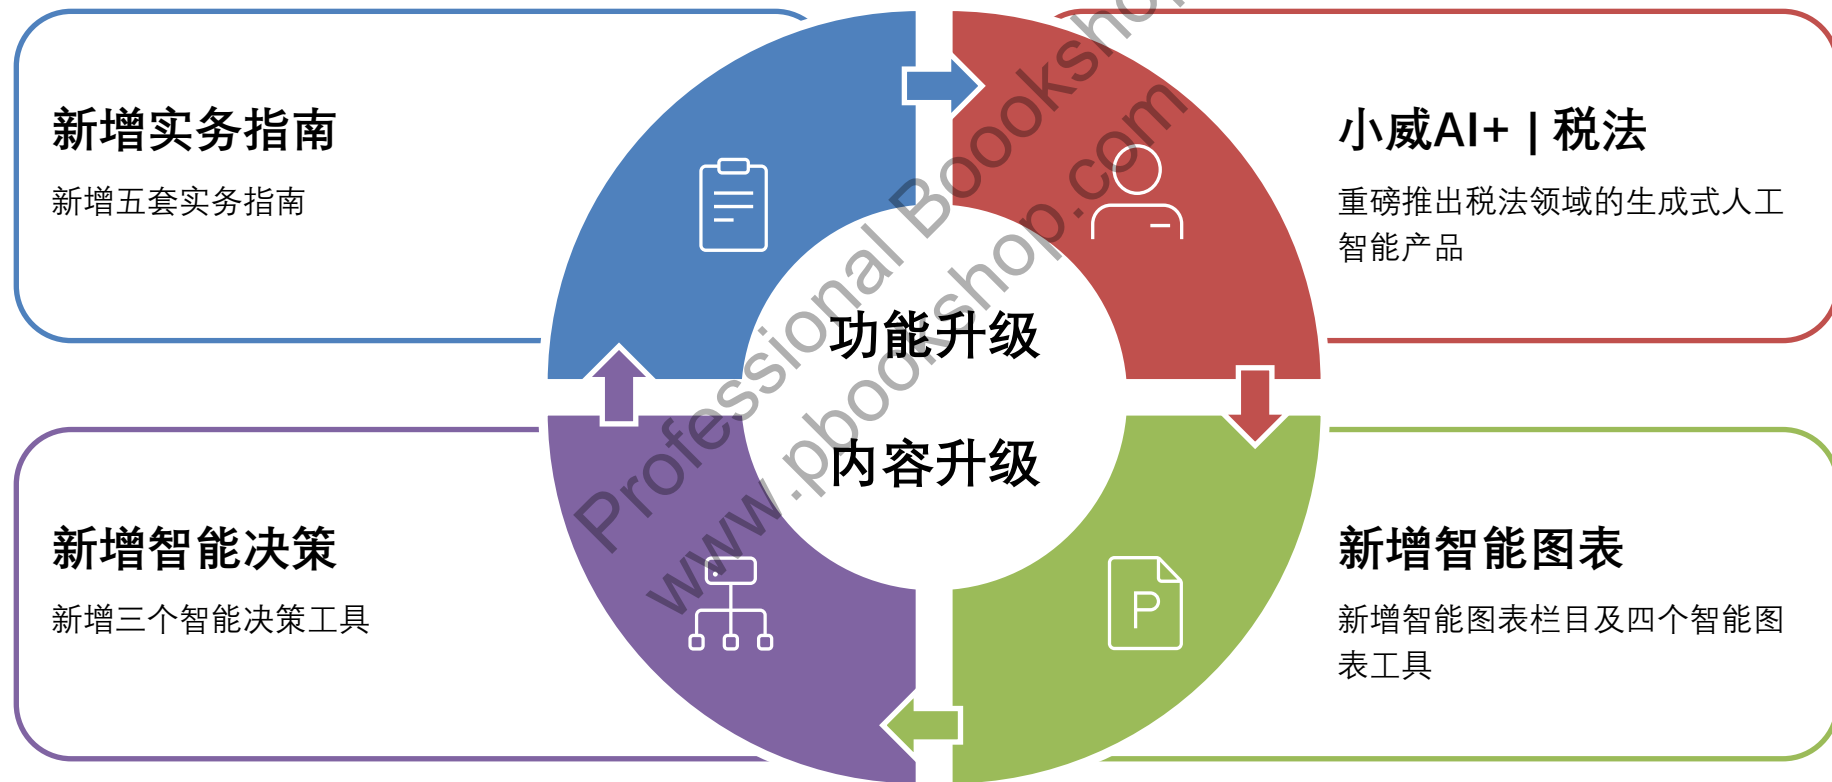 新增实务指南
新增五套实务指南
小威AI+ | 税法
重磅推出税法领域的生成式人工
智能产品
功能升级
内容升级
新增智能决策
新增三个智能决策工具
新增智能图表
新增智能图表栏目及四个智能图
表工具
P
Professional Boookshop
www.pbookshop.com